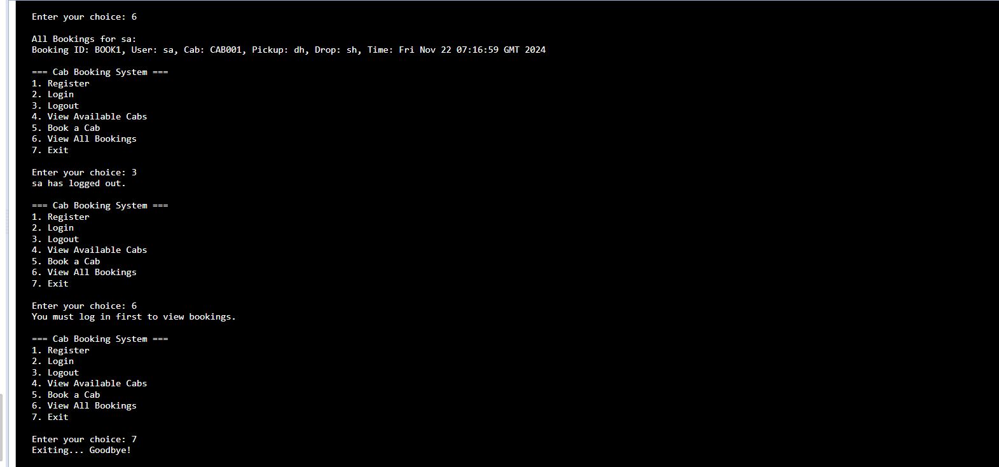 Enter your choice: 6
All Bookings for sa:
Booking ID: BOOK1, User: sa, Cab: CAB001, Pickup: dh, Drop: sh, Time: Fri Nov 22 07:16:59 GMT 2024
=== Cab Booking System ===
1. Register
2. Login
3. Logout
4. View Available Cabs
5. Book a Cab
6. View All Bookings
7. Exit
Enter your choice: 3
sa has logged out.
=== Cab Booking System ===
1. Register
2. Login
3. Logout
4. View Available Cabs
5. Book a Cab
6. View All Bookings
7. Exit
Enter your choice: 6
You must log in first to view bookings.
=== Cab Booking System ===
1. Register
2. Login
3. Logout
4. View Available Cabs
5. Book a Cab
6. View All Bookings
7. Exit
Enter your choice: 7
Exiting... Goodbye!